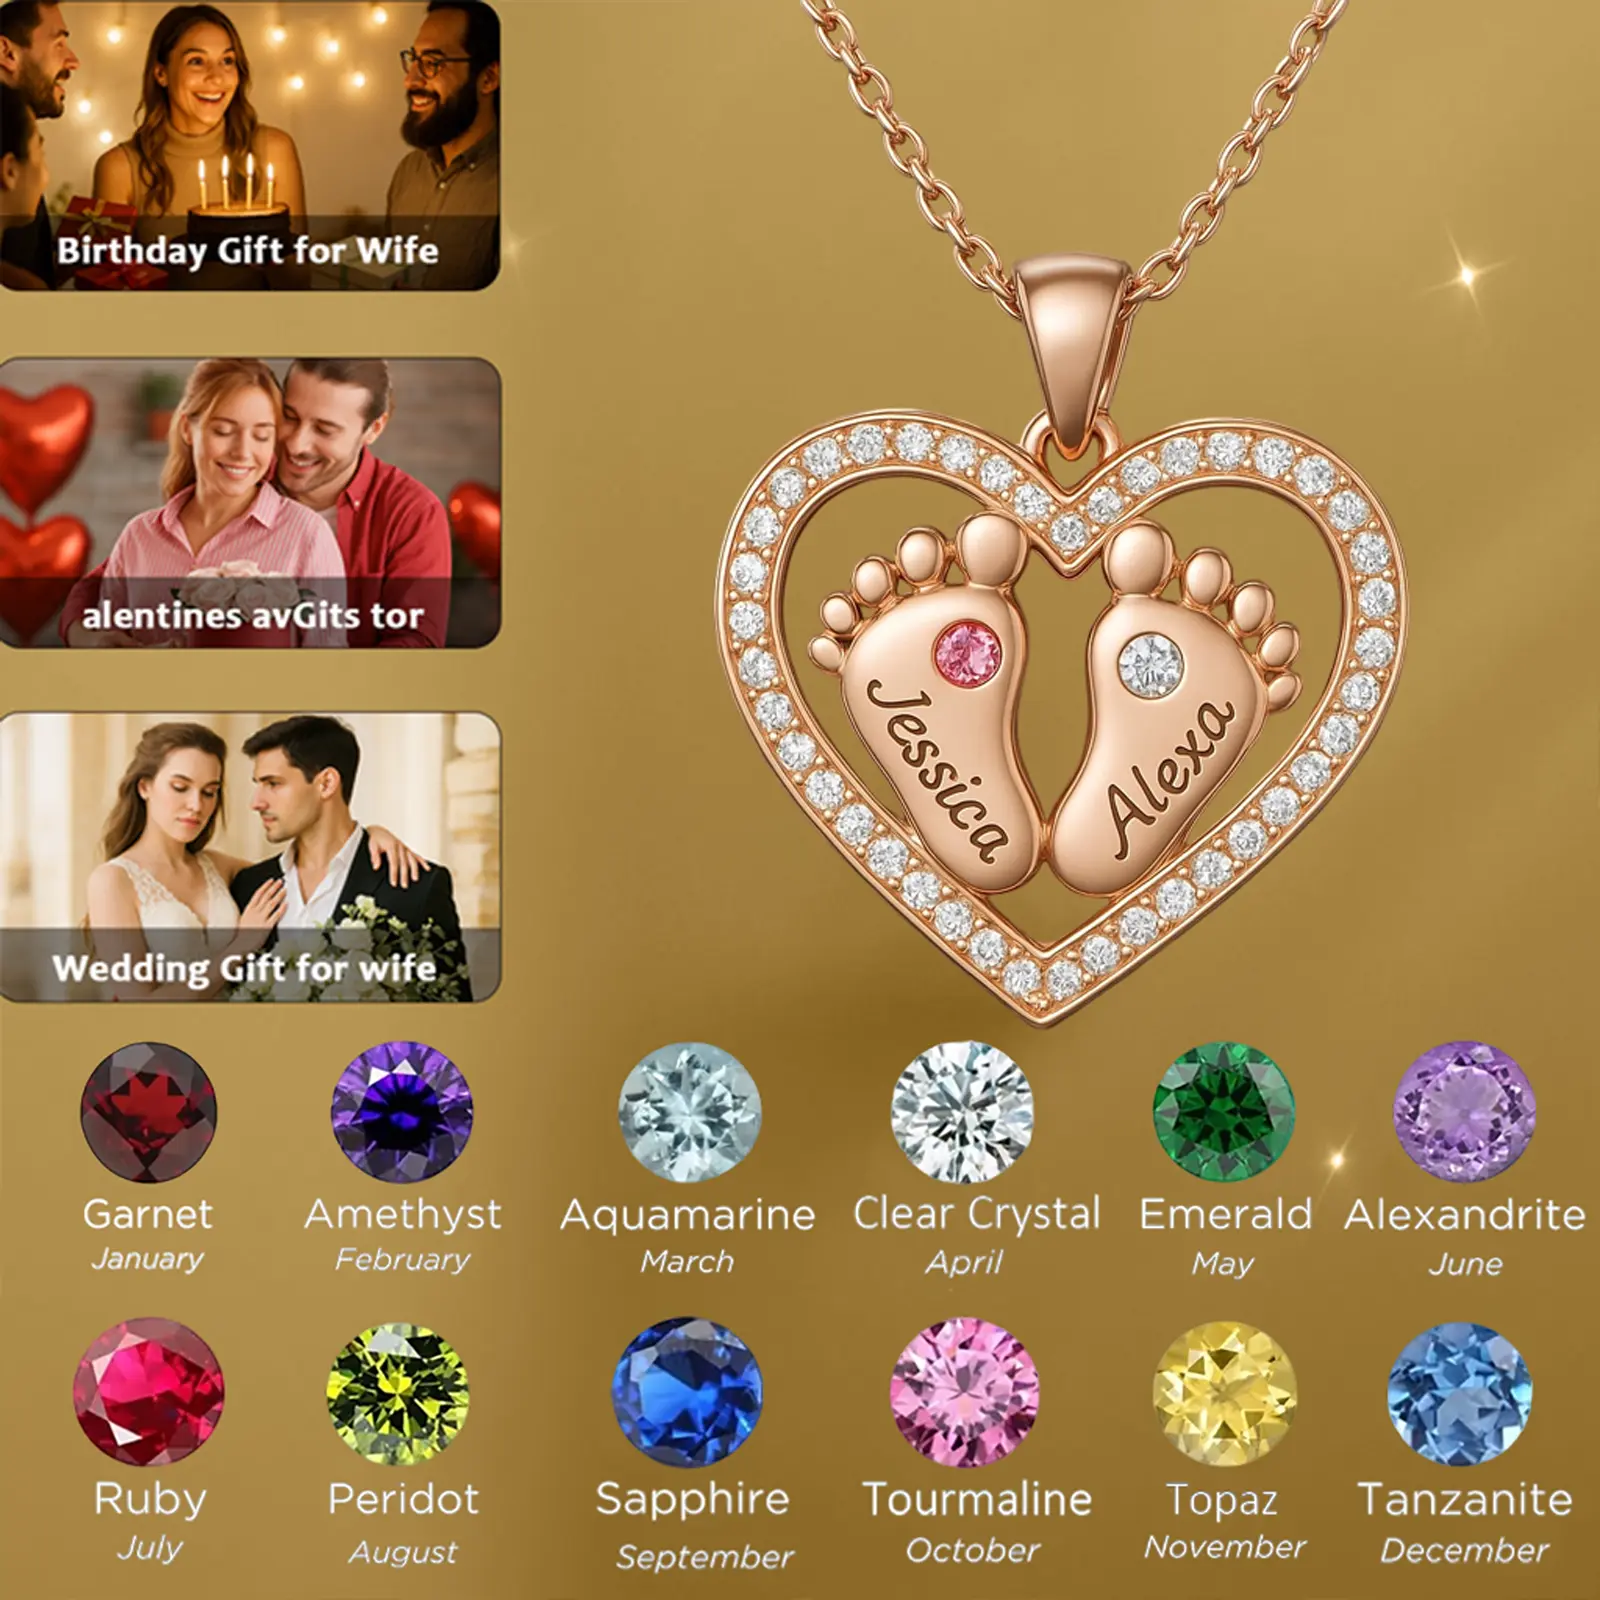 Birthday Gift for Wife
alentines avGits tor
Wedding Gift for wife
Jessica
Alexa
Garnet
January
Amethyst
February
Aquamarine
March
Clear Crystal
April
Emerald
May
Alexandrite
June
Ruby
July
Peridot
August
Sapphire
September
Tourmaline
October
Topaz
November
Tanzanite
December